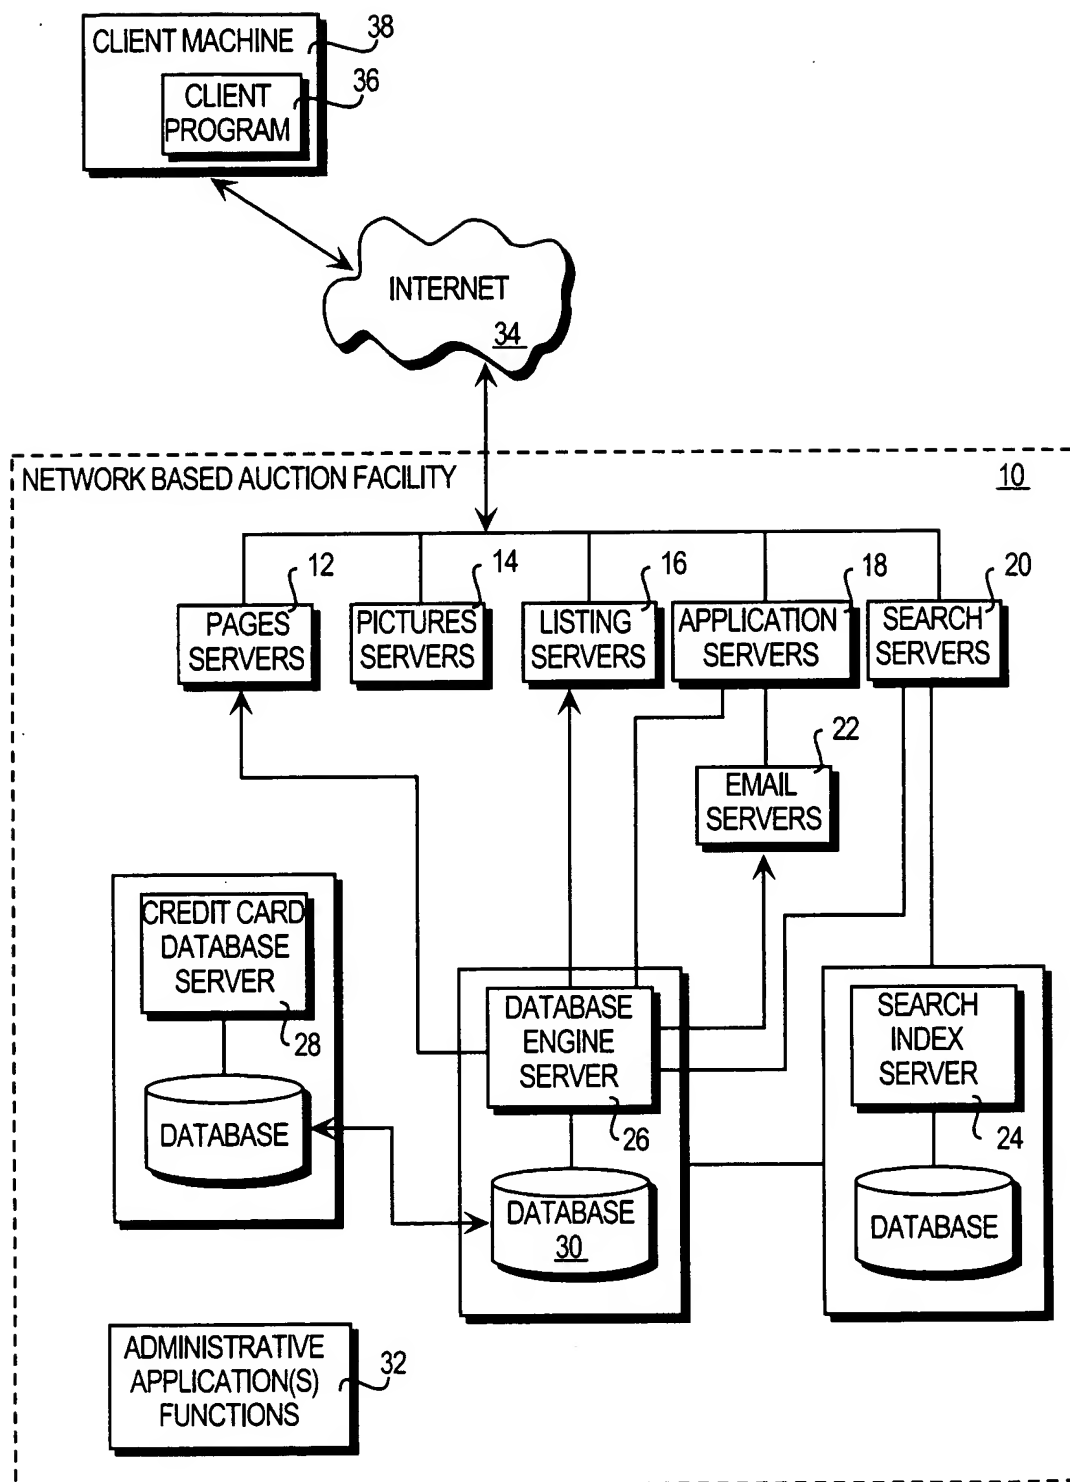 CLIENT MACHINE
38
CLIENT
PROGRAM
36
INTERNET
34
NETWORK BASED AUCTION FACILITY
10
12
14
16
18
20
PAGES
SERVERS
PICTURES
SERVERS
LISTING
SERVERS
APPLICATION
SERVERS
SEARCH
SERVERS
22
EMAIL
SERVERS
CREDIT CARD
DATABASE
SERVER
28
DATABASE
DATABASE
ENGINE
SERVER
26
DATABASE
30
SEARCH
INDEX
SERVER
24
DATABASE
ADMINISTRATIVE
APPLICATION(S)
FUNCTIONS
32